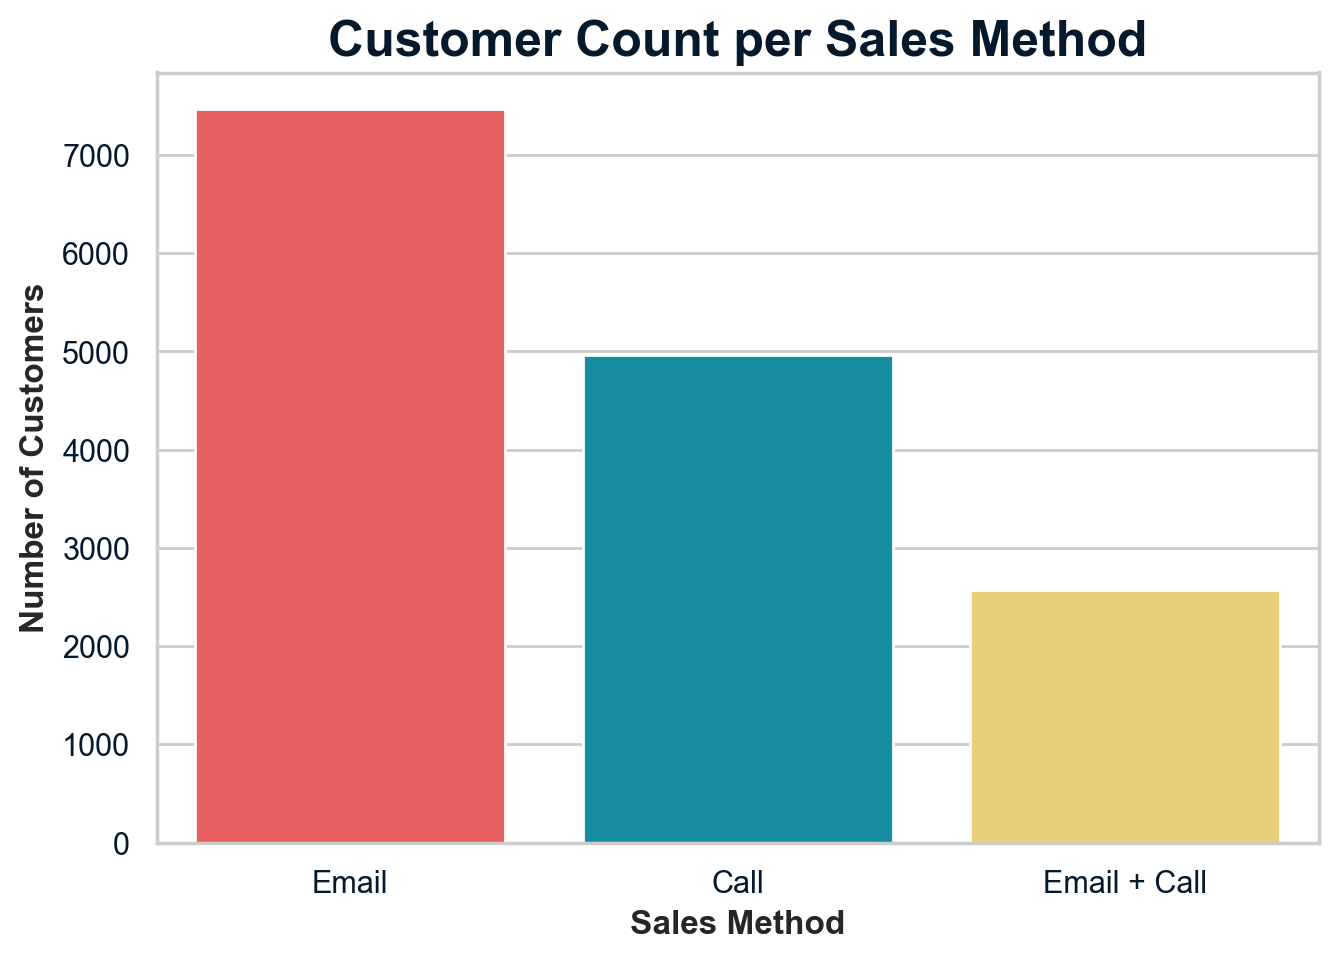 Customer Count per Sales Method
7000
6000
5000
4000
3000
2000
1000
0
Number of Customers
Email
Call
Email + Call
Sales Method